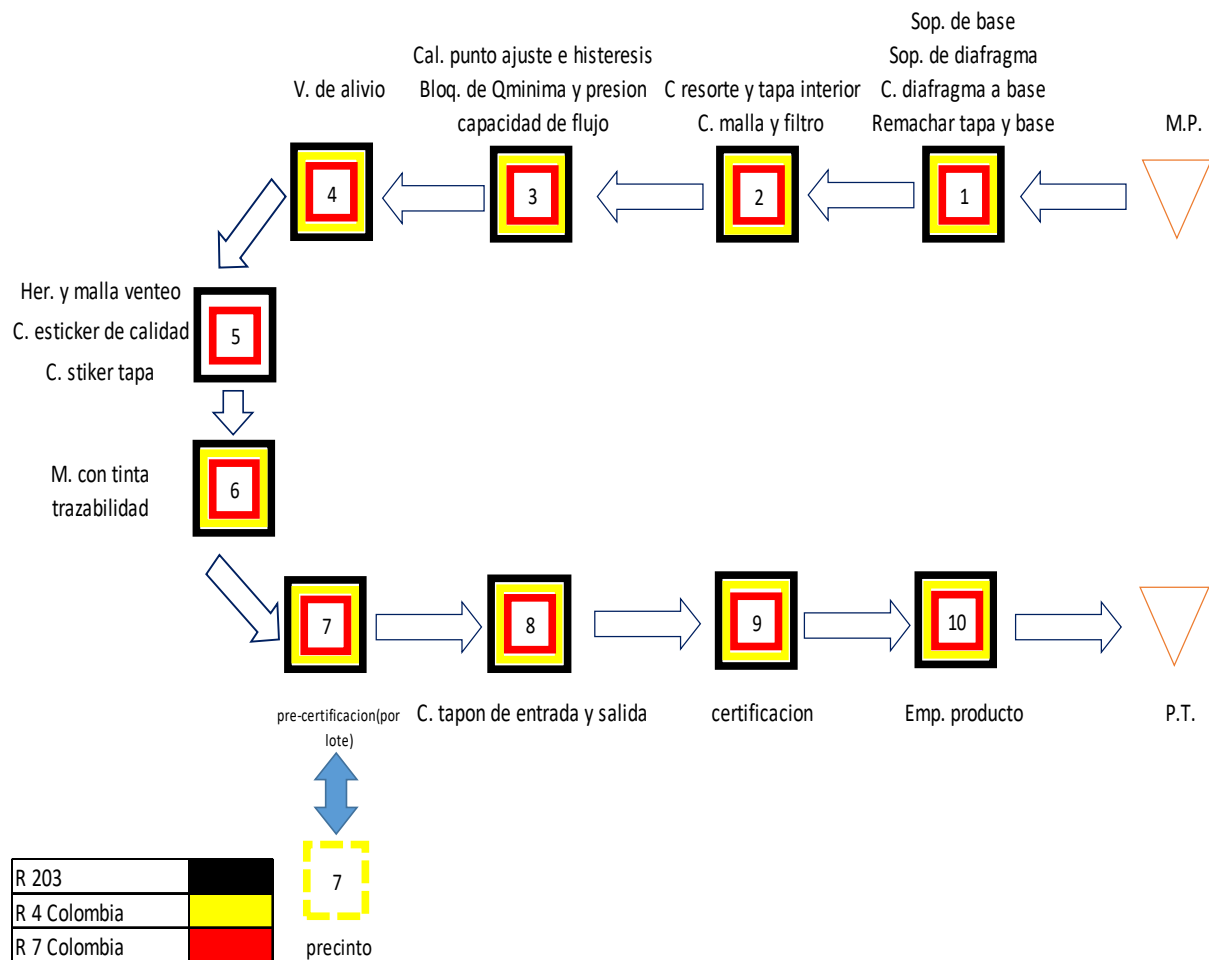 Sop. de base
Sop. de diafragma
C. diafragma a base
Remachar tapa y base
Cal. punto ajuste e histeresis
Bloq. de Qminima y presion
capacidad de flujo
C resorte y tapa interior
C. malla y filtro
V. de alivio
M.P.
4
3
2
1
Her. y malla venteo
C. esticker de calidad
C. stiker tapa
5
M. con tinta
trazabilidad
6
7
8
9
10
pre-certificacion(por
lote)
C. tapon de entrada y salida
certificacion
Emp. producto
P.T.
7
precinto
R 203
R 4 Colombia
R 7 Colombia